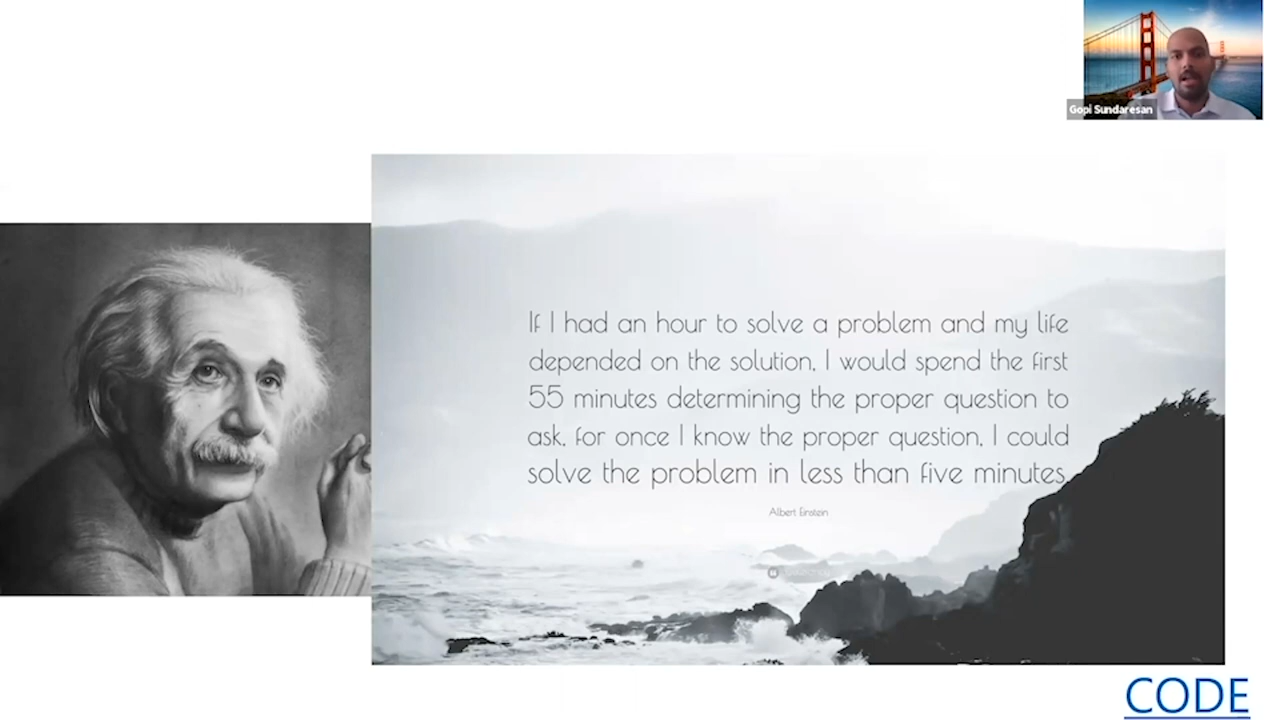 Gopi Sundaresan
If I had an hour to solve a problem and my life
depended on the solution, I would spend the first
55 minutes determining the proper question to
ask, for once I know the proper question, I could
solve the problem in less than five minutes.
Albert Einstein
CODE